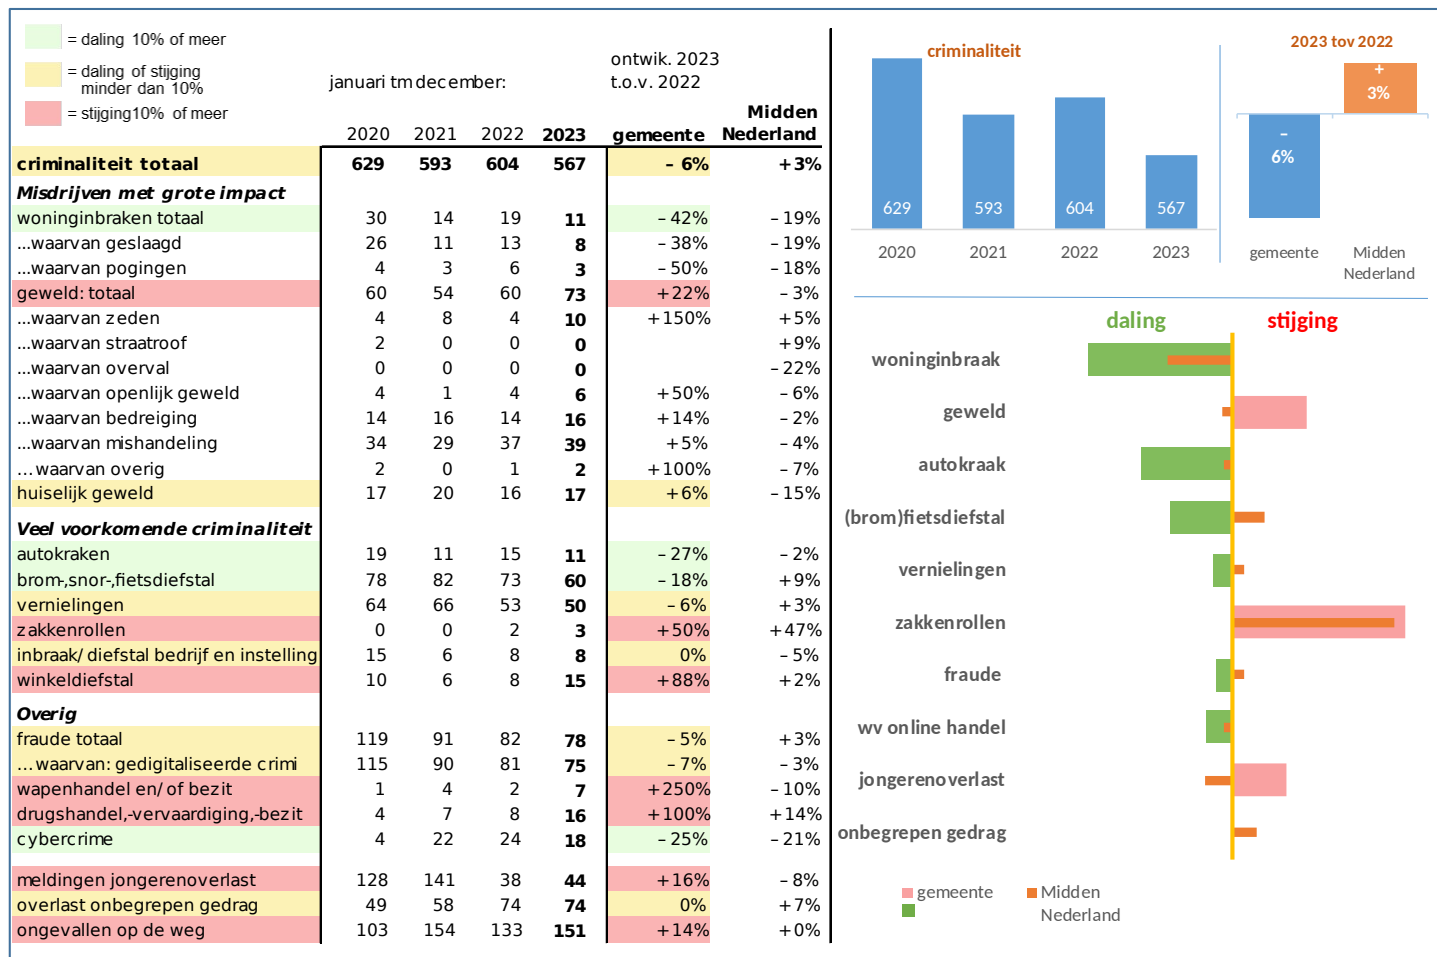 = daling 10% of meer
= daling of stijging
minder dan 10%
= stijging10% of meer
januari tm december:
ontwik. 2023
t.o.v. 2022
Midden
2020 2021 2022 2023 gemeente Nederland
criminaliteit totaal 629 593 604 567 – 6% +3%
Misdrijven met grote impact
woninginbraken totaal 30 14 19 11 – 42% – 19%
...waarvan geslaagd 26 11 13 8 – 38% – 19%
...waarvan pogingen 4 3 6 3 – 50% – 18%
geweld: totaal 60 54 60 73 +22% – 3%
...waarvan zeden 4 8 4 10 +150% +5%
...waarvan straatroof 2 0 0 0 +9%
...waarvan overval 0 0 0 0 – 22%
...waarvan openlijk geweld 4 1 4 6 +50% – 6%
...waarvan bedreiging 14 16 14 16 +14% – 2%
...waarvan mishandeling 34 29 37 39 +5% – 4%
...waarvan overig 2 0 1 2 +100% – 7%
huiselijk geweld 17 20 16 17 +6% – 15%
Veel voorkomende criminaliteit
autokraken 19 11 15 11 – 27% – 2%
brom-,snor-,fietsdiefstal 78 82 73 60 – 18% +9%
vernielingen 64 66 53 50 – 6% +3%
zakkenrollen 0 0 2 3 +50% +47%
inbraak/ diefstal bedrijf en instelling 15 6 8 8 0% – 5%
winkeldiefstal 10 6 8 15 +88% +2%
Overig
fraude totaal 119 91 82 78 – 5% +3%
...waarvan: gedigitaliseerde crimi 115 90 81 75 – 7% – 3%
wapenhandel en/ of bezit 1 4 2 7 +250% – 10%
drugshandel,-vervaardiging,-bezit 4 7 8 16 +100% +14%
cybercrime 4 22 24 18 – 25% – 21%
meldingen jongerenoverlast 128 141 38 44 +16% – 8%
overlast onbegrepen gedrag 49 58 74 74 0% +7%
ongevallen op de weg 103 154 133 151 +14% +0%
criminaliteit
629 593 604 567
2020 2021 2022 2023
2023 tov 2022
+
3%
–
6%
gemeente Midden
Nederland
daling stijging
woninginbraak
geweld
autokraak
(brom)fietsdiefstal
vernielingen
zakkenrollen
fraude
wv online handel
jongerenoverlast
onbegrepen gedrag
gemeente Midden
Nederland